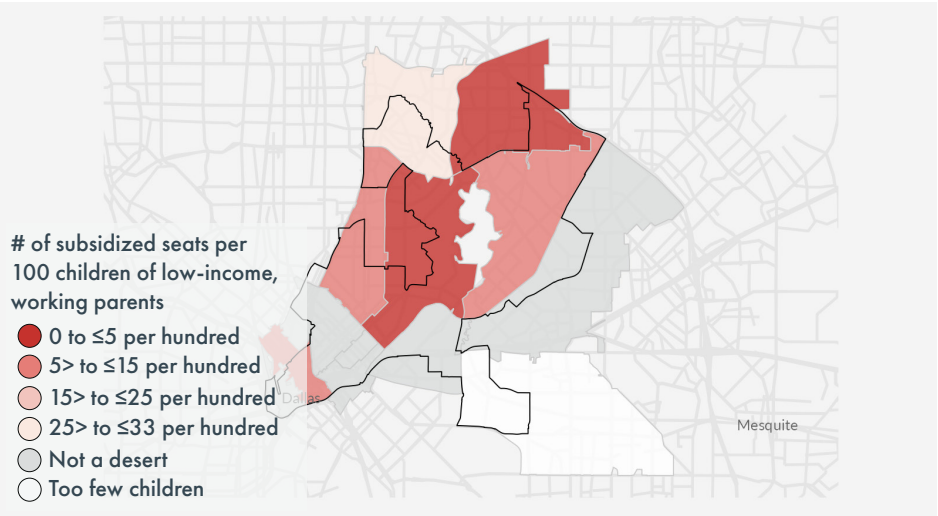 # of subsidized seats per
100 children of low-income,
working parents
0 to ≤5 per hundred
5> to ≤15 per hundred
15> to ≤25 per hundred
25> to ≤33 per hundred
Not a desert
Too few children
Dallas
Mesquite